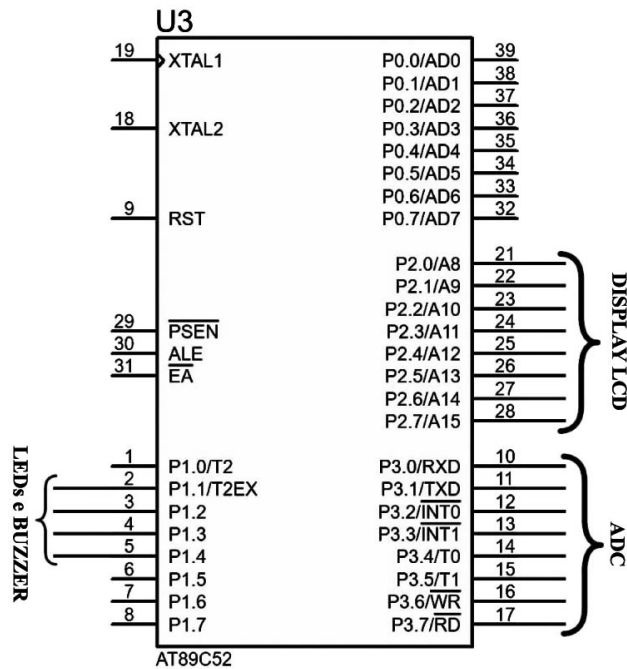 U3
19 XTAL1 P0.0/AD0 39
P0.1/AD1 38
P0.2/AD2 37
18 XTAL2 P0.3/AD3 36
P0.4/AD4 35
P0.5/AD5 34
P0.6/AD6 33
9 RST P0.7/AD7 32
P2.0/A8 21
P2.1/A9 22
P2.2/A10 23
29 PSEN P2.3/A11 24
30 ALE P2.4/A12 25
31 EA P2.5/A13 26
P2.6/A14 27
P2.7/A15 28
DISPLAY LCD
1 P1.0/T2 P3.0/RXD 10
2 P1.1/T2EX P3.1/TXD 11
3 P1.2 P3.2/INT0 12
4 P1.3 P3.3/INT1 13
5 P1.4 P3.4/T0 14
6 P1.5 P3.5/T1 15
7 P1.6 P3.6/WR 16
8 P1.7 P3.7/RD 17
LEDs e BUZZER
ADC
AT89C52